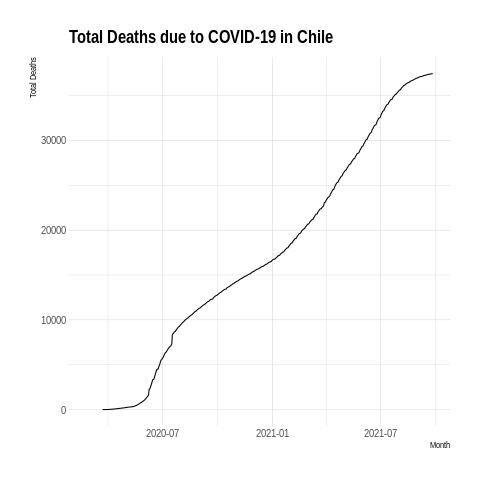 Total Deaths due to COVID-19 in Chile
Total Deaths
30000
20000
10000
0
2020-07
2021-01
2021-07
Month